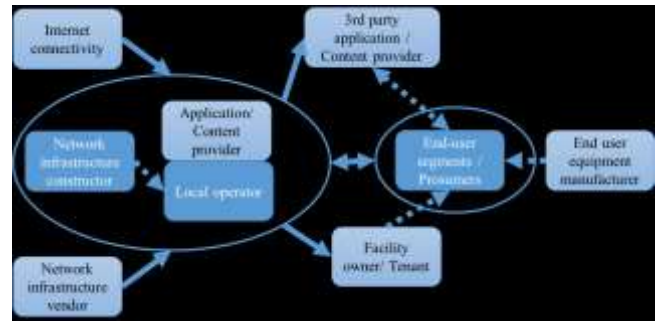 Internet
connectivity
3rd party
application /
Content provider
Application/
Content
provider
Network
infrastructure
constructor
Local operator
End-user
segments /
Prosumers
End user
equipment
manufacturer
Network
infrastructure
vendor
Facility
owner/ Tenant